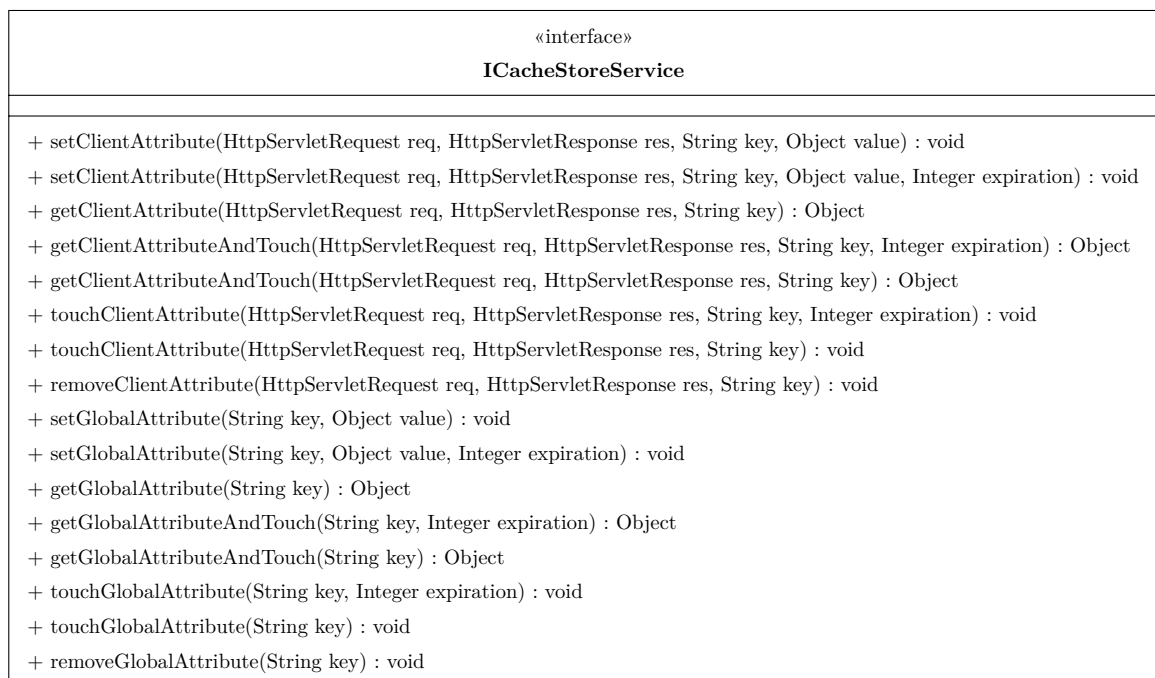 «interface»
ICacheStoreService
+ setClientAttribute(HttpServletRequest req, HttpServletResponse res, String key, Object value) : void
+ setClientAttribute(HttpServletRequest req, HttpServletResponse res, String key, Object value, Integer expiration) : void
+ getClientAttribute(HttpServletRequest req, HttpServletResponse res, String key) : Object
+ getClientAttributeAndTouch(HttpServletRequest req, HttpServletResponse res, String key, Integer expiration) : Object
+ getClientAttributeAndTouch(HttpServletRequest req, HttpServletResponse res, String key) : Object
+ touchClientAttribute(HttpServletRequest req, HttpServletResponse res, String key, Integer expiration) : void
+ touchClientAttribute(HttpServletRequest req, HttpServletResponse res, String key) : void
+ removeClientAttribute(HttpServletRequest req, HttpServletResponse res, String key) : void
+ setGlobalAttribute(String key, Object value) : void
+ setGlobalAttribute(String key, Object value, Integer expiration) : void
+ getGlobalAttribute(String key) : Object
+ getGlobalAttributeAndTouch(String key, Integer expiration) : Object
+ getGlobalAttributeAndTouch(String key) : Object
+ touchGlobalAttribute(String key, Integer expiration) : void
+ touchGlobalAttribute(String key) : void
+ removeGlobalAttribute(String key) : void